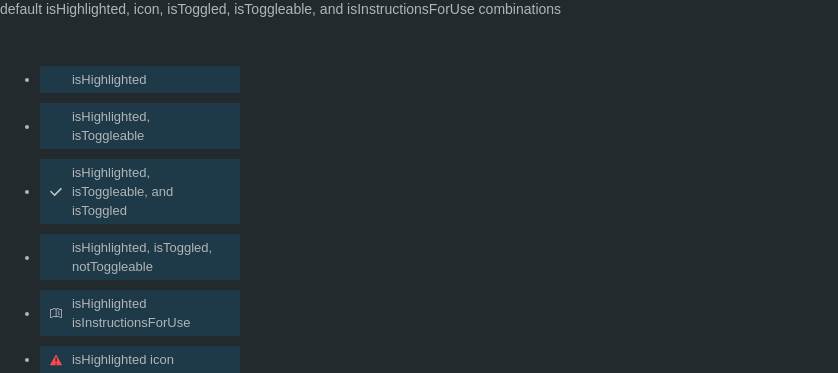 default isHighlighted, icon, isToggled, isToggleable, and isInstructionsForUse combinations
isHighlighted
isHighlighted,
isToggleable
isHighlighted,
isToggleable, and
isToggled
isHighlighted, isToggled,
notToggleable
isHighlighted
isInstructionsForUse
isHighlighted icon